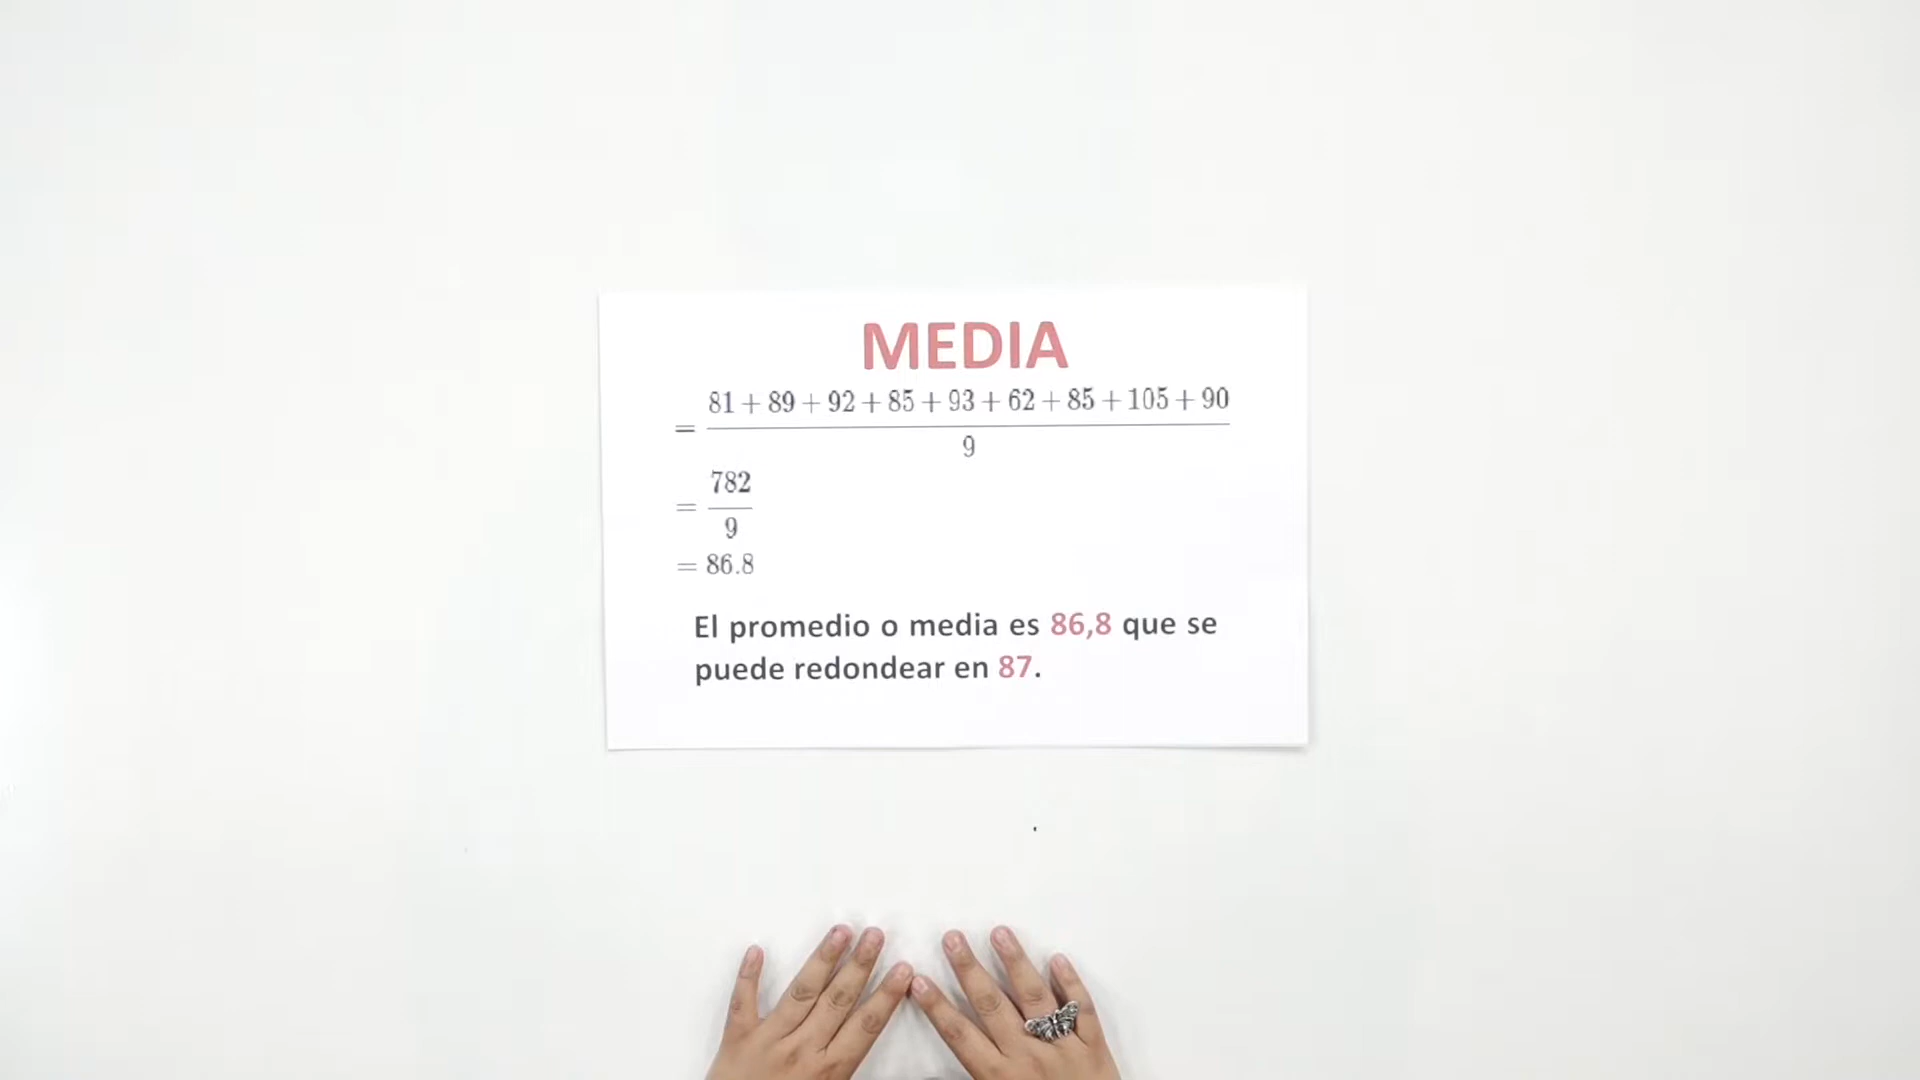 MEDIA
= 81 + 89 + 92 + 85 + 93 + 62 + 85 + 105 + 90
9
= 782
9
= 86.8
El promedio o media es 86,8 que se
puede redondear en 87.